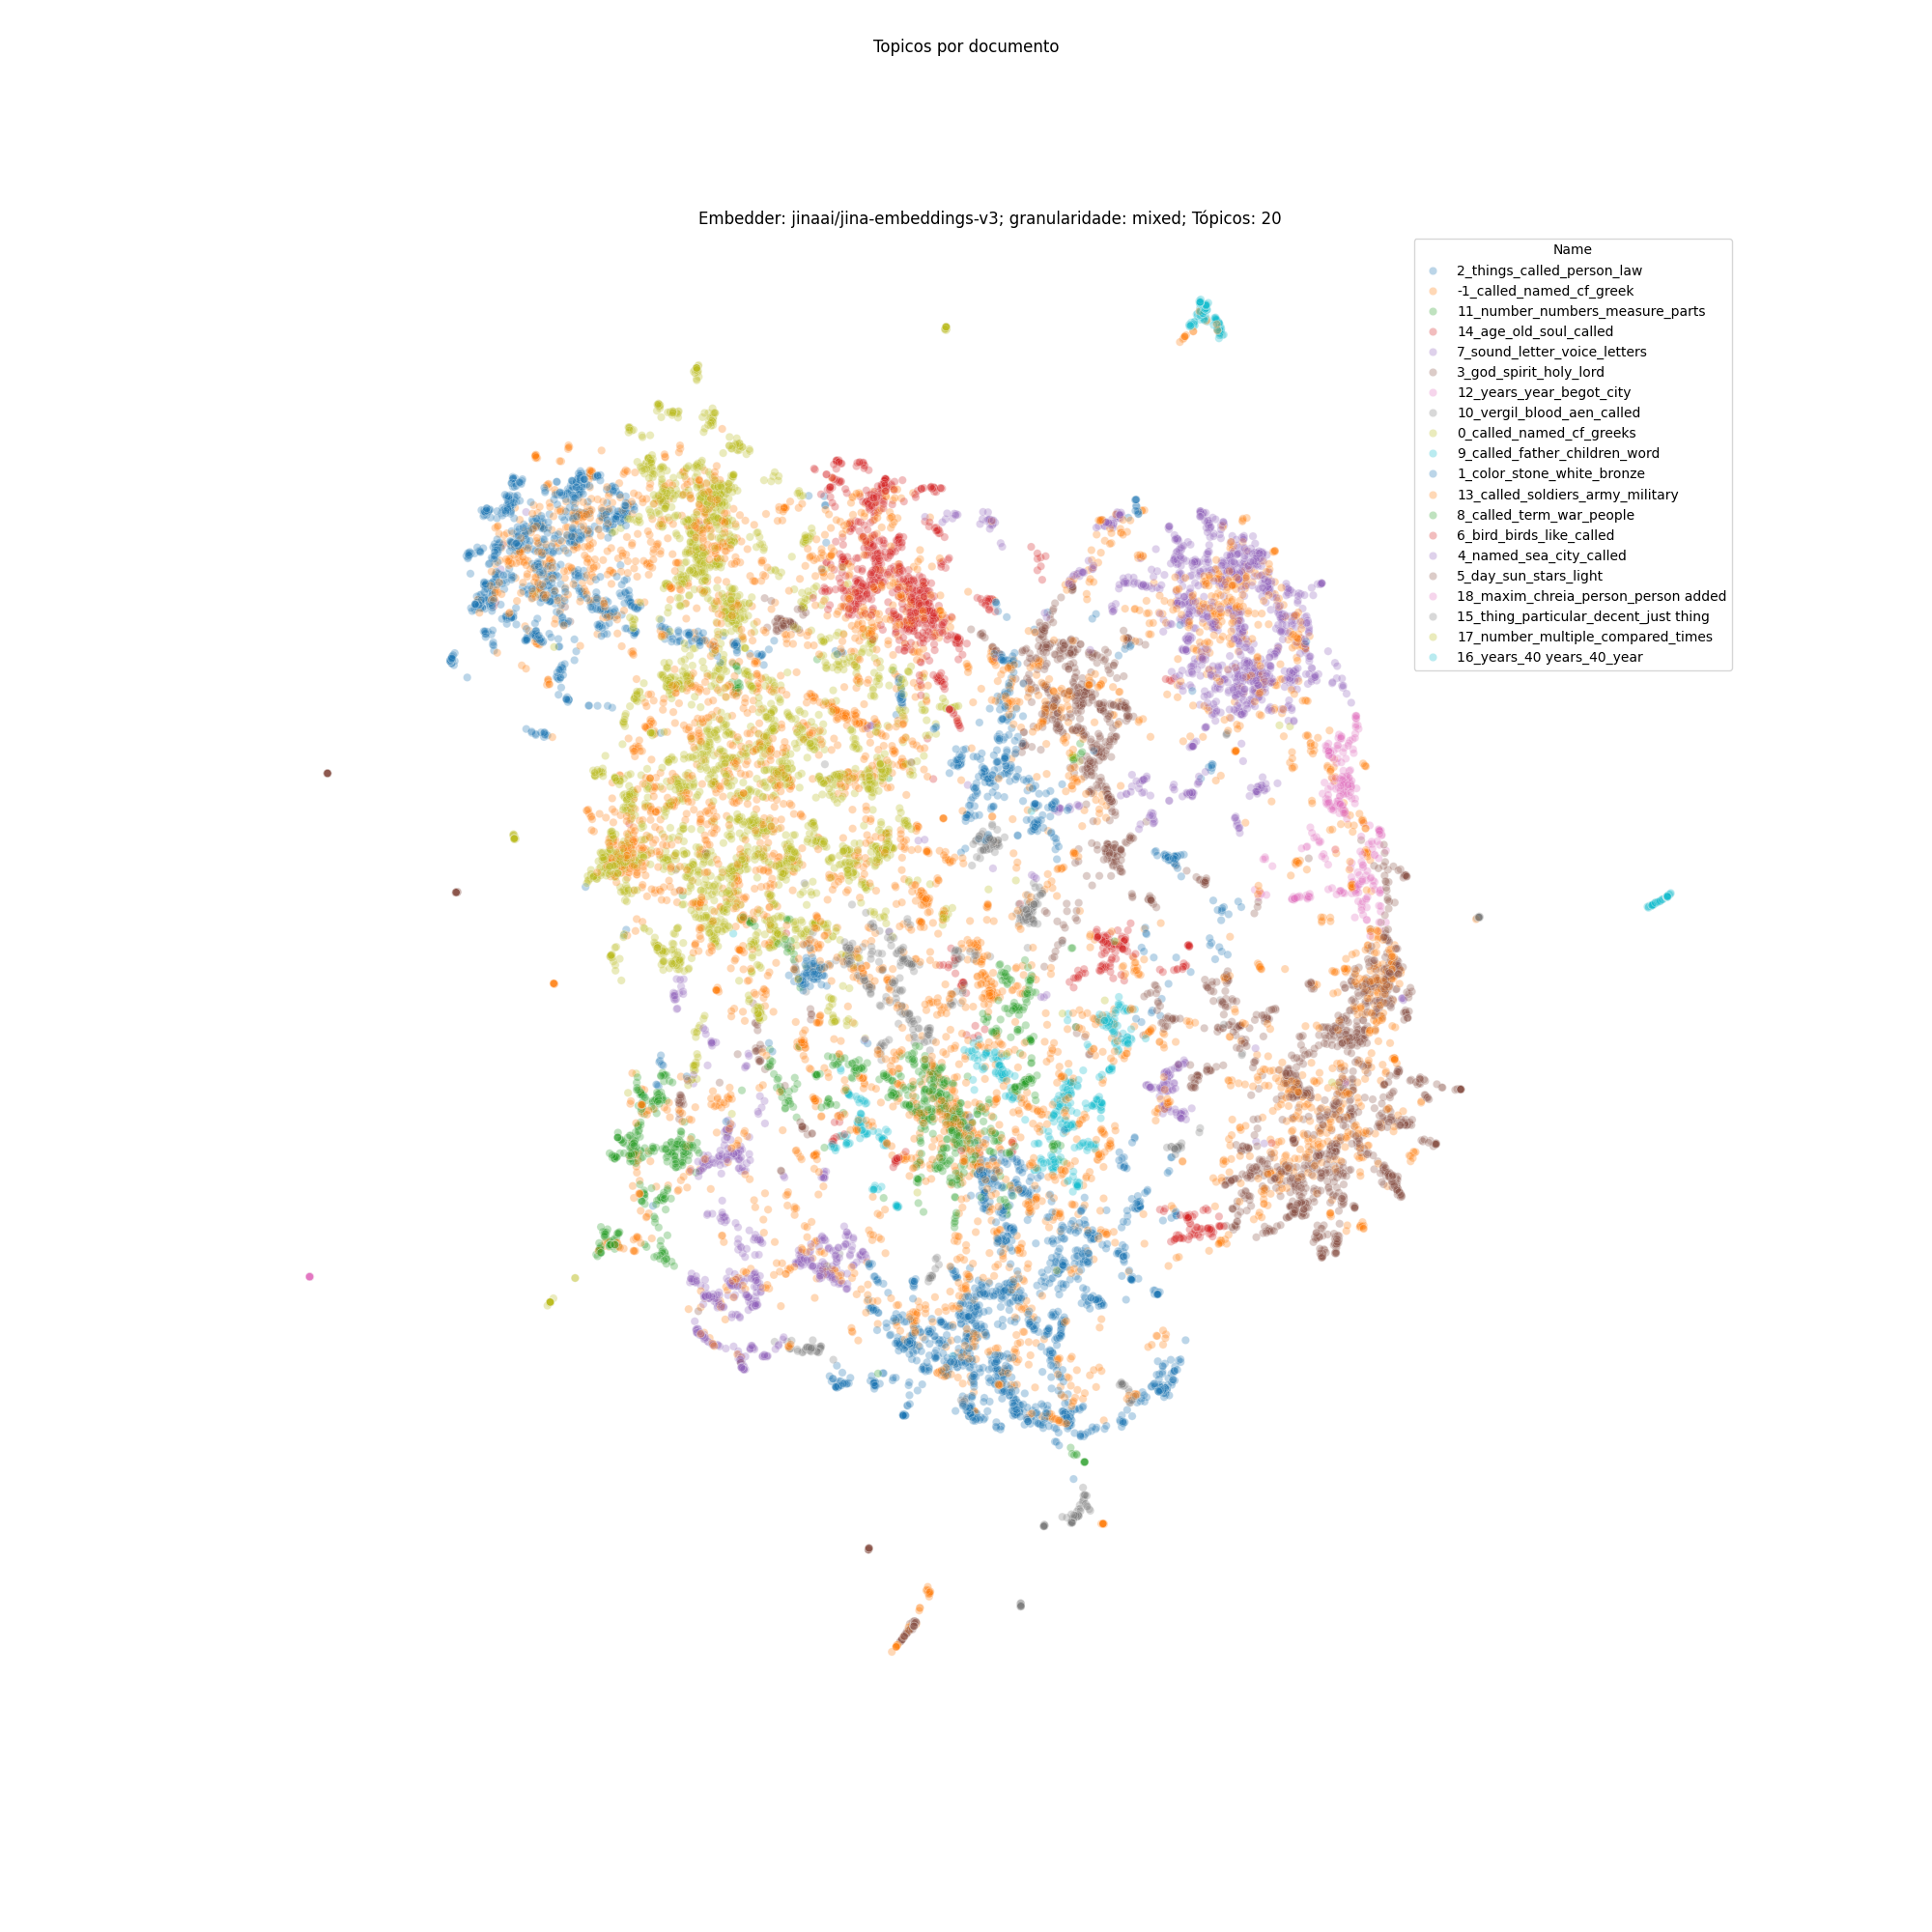 Topicos por documento
Embedder: jinaai/jina-embeddings-v3; granularidade: mixed; Tópicos: 20
Name
2_things_called_person_law
-1_called_named_cf_greek
11_number_numbers_measure_parts
14_age_old_soul_called
7_sound_letter_voice_letters
3_god_spirit_holy_lord
12_years_year_begot_city
10_vergil_blood_aen_called
0_called_named_cf_greeks
9_called_father_children_word
1_color_stone_white_bronze
13_called_soldiers_army_military
8_called_term_war_people
6_bird_birds_like_called
4_named_sea_city_called
5_day_sun_stars_light
18_maxim_chreia_person_person added
15_thing_particular_decent_just thing
17_number_multiple_compared_times
16_years_40 years_40_year